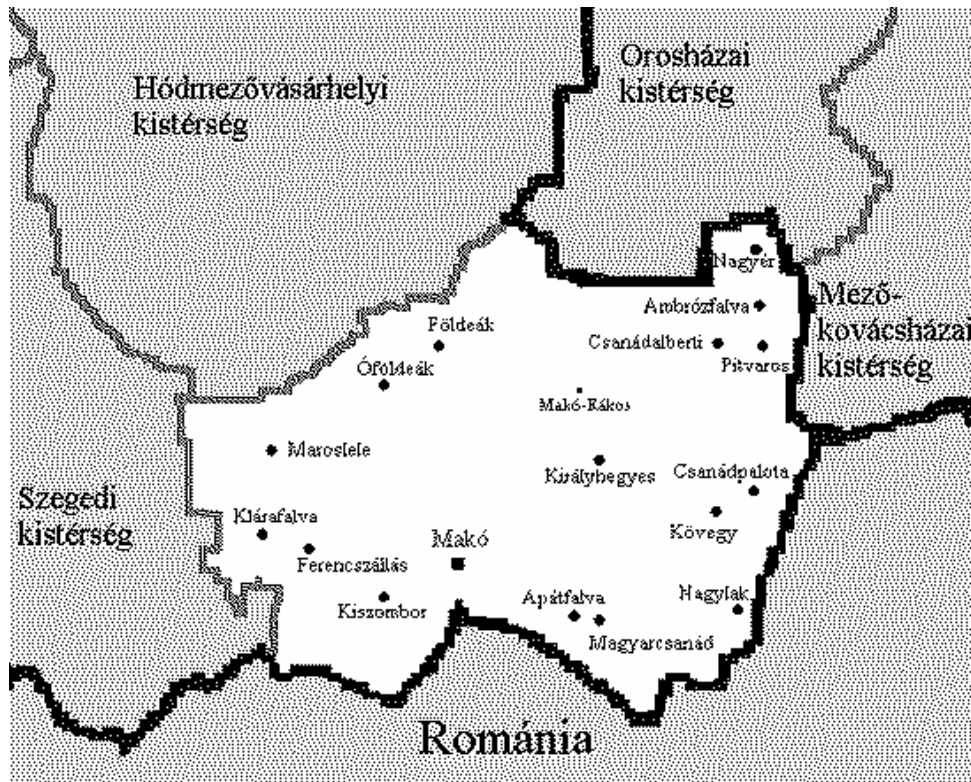 Hódmezővásárhelyi
kistérség
Orosházai
kistérség
Nagyér
Mező-
kovácsházai
kistérség
Ambrózfalva
Földeák
Csanádalberti
Pitvaros
Óföldeák
Makó-Rákos
Maroslele
Királyhegyes
Csanádpalota
Szegedi
kistérség
Klárafalva
Kövegy
Makó
Ferencszállás
Kiszombor
Apátfalva
Nagylak
Magyarcsanád
Románia